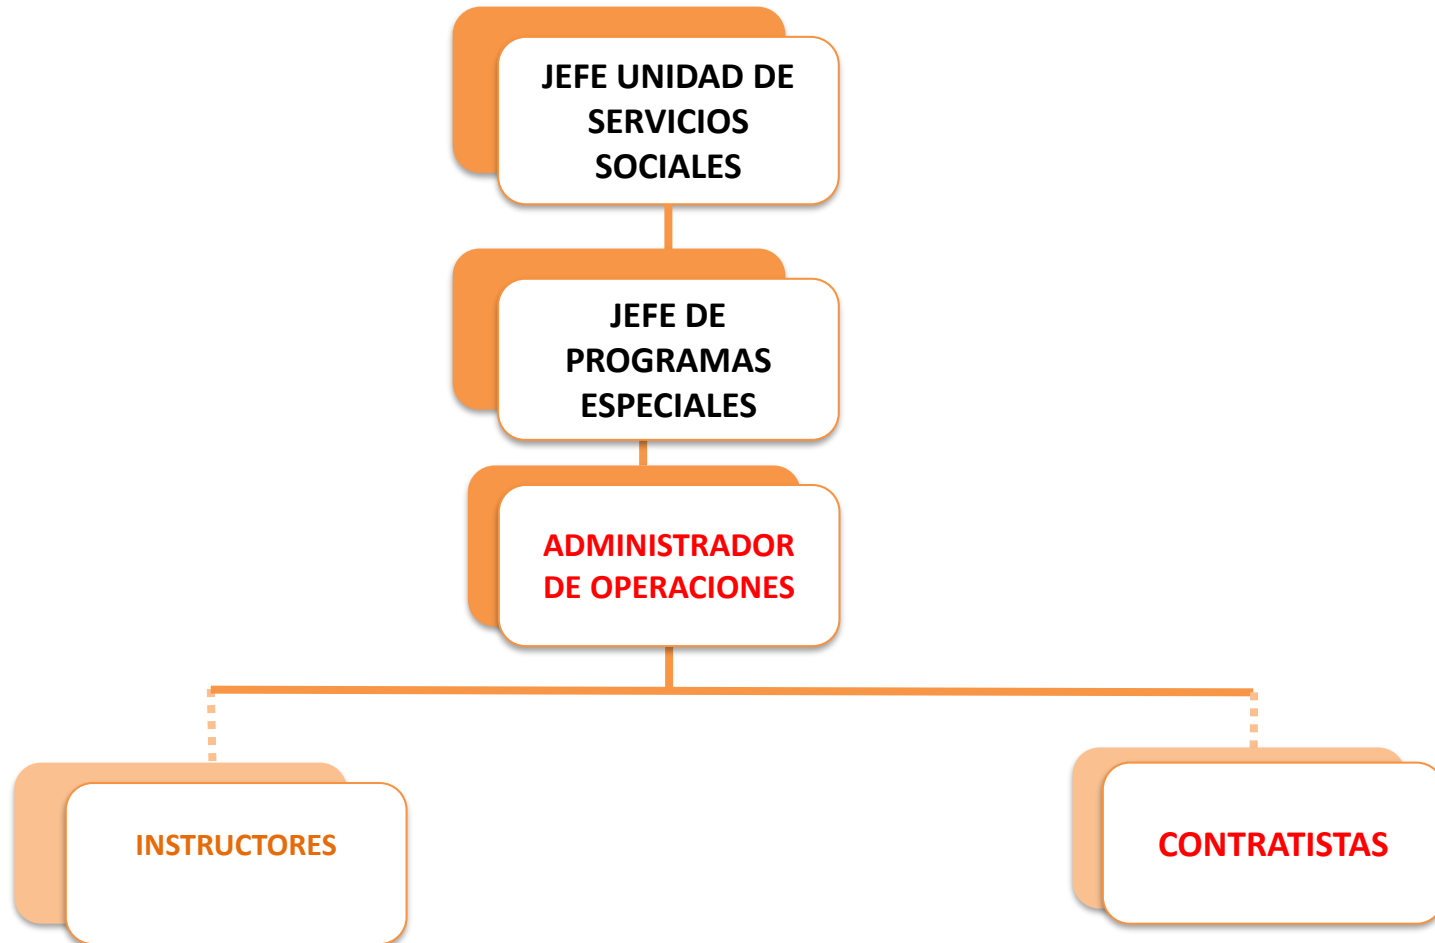 JEFE UNIDAD DE
SERVICIOS
SOCIALES
JEFE DE
PROGRAMAS
ESPECIALES
ADMINISTRADOR
DE OPERACIONES
INSTRUCTORES
CONTRATISTAS